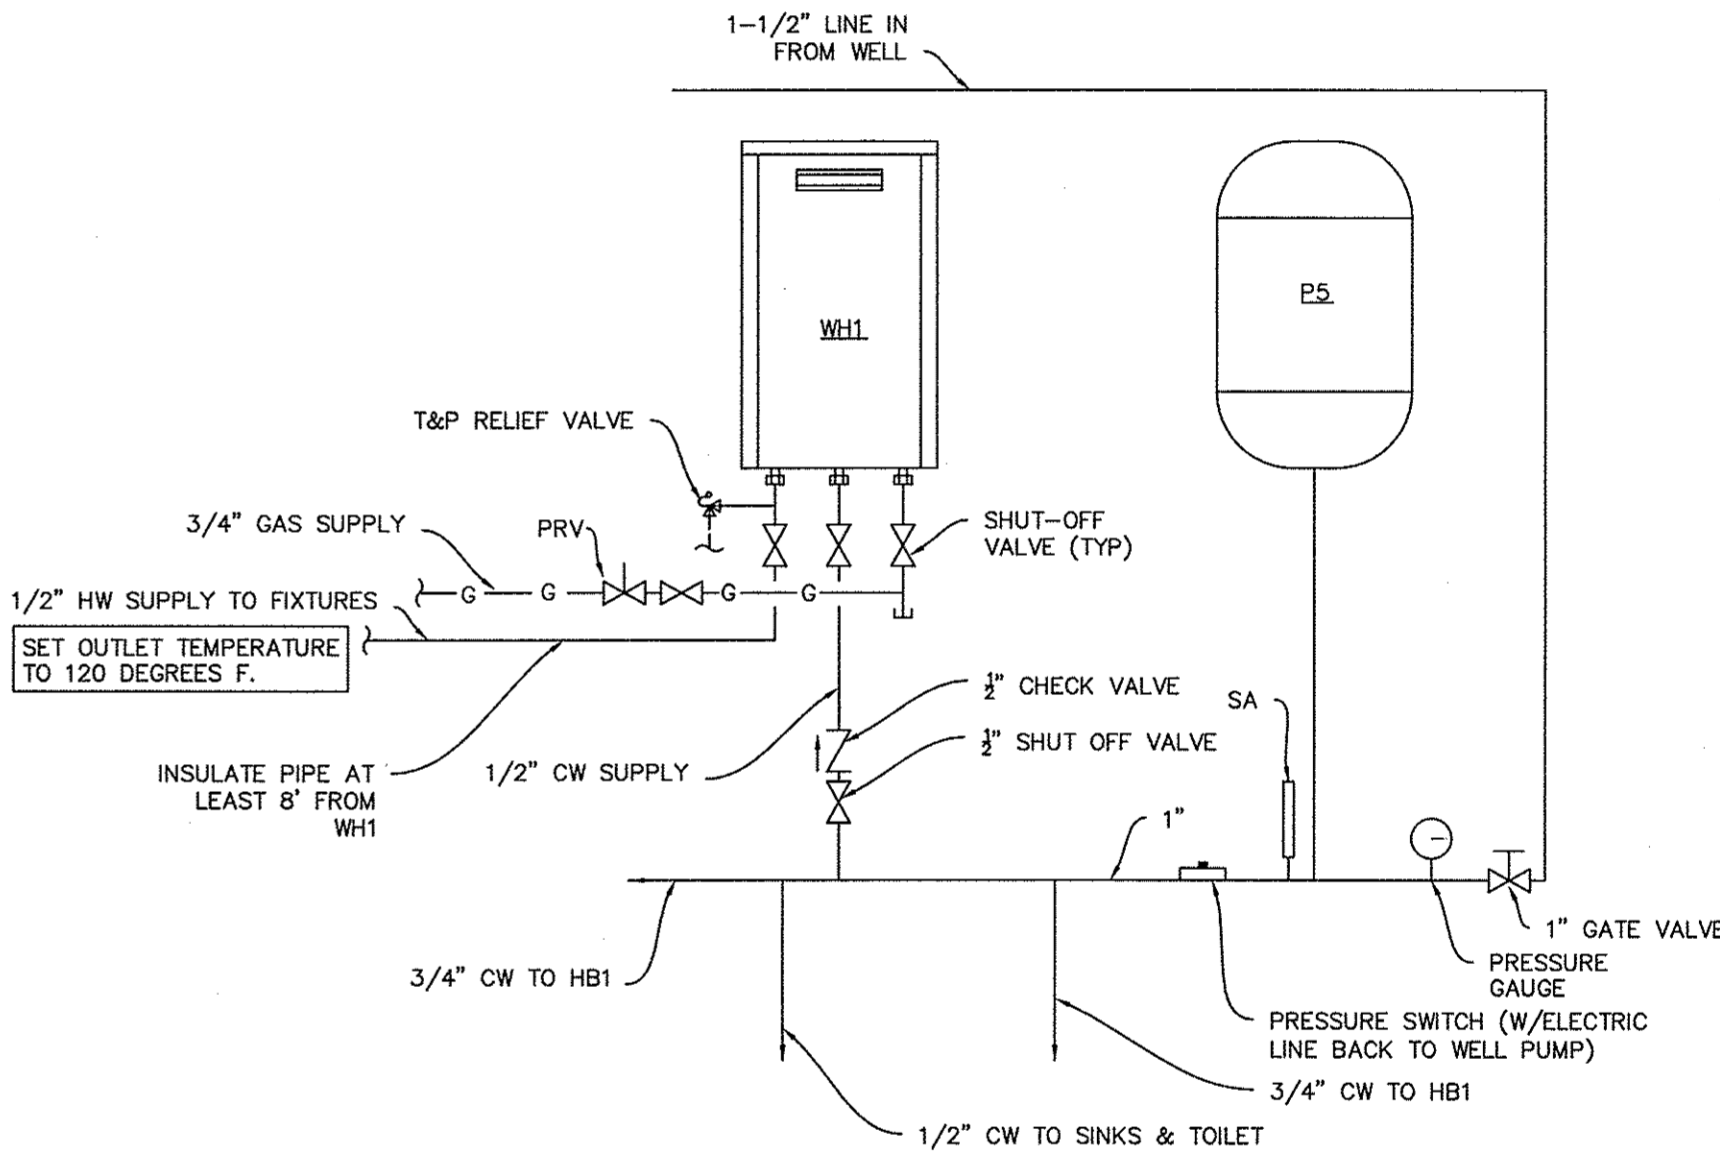 1-1/2" LINE IN
FROM WELL
WH1
P5
T&P RELIEF VALVE
3/4" GAS SUPPLY
PRV
SHUT-OFF
VALVE (TYP)
G
G
G
G
1/2" HW SUPPLY TO FIXTURES
SET OUTLET TEMPERATURE
TO 120 DEGREES F.
INSULATE PIPE AT
LEAST 8' FROM
WH1
1/2" CW SUPPLY
½" CHECK VALVE
½" SHUT OFF VALVE
SA
1"
1" GATE VALVE
PRESSURE
GAUGE
3/4" CW TO HB1
PRESSURE SWITCH (W/ELECTRIC
LINE BACK TO WELL PUMP)
3/4" CW TO HB1
1/2" CW TO SINKS & TOILET